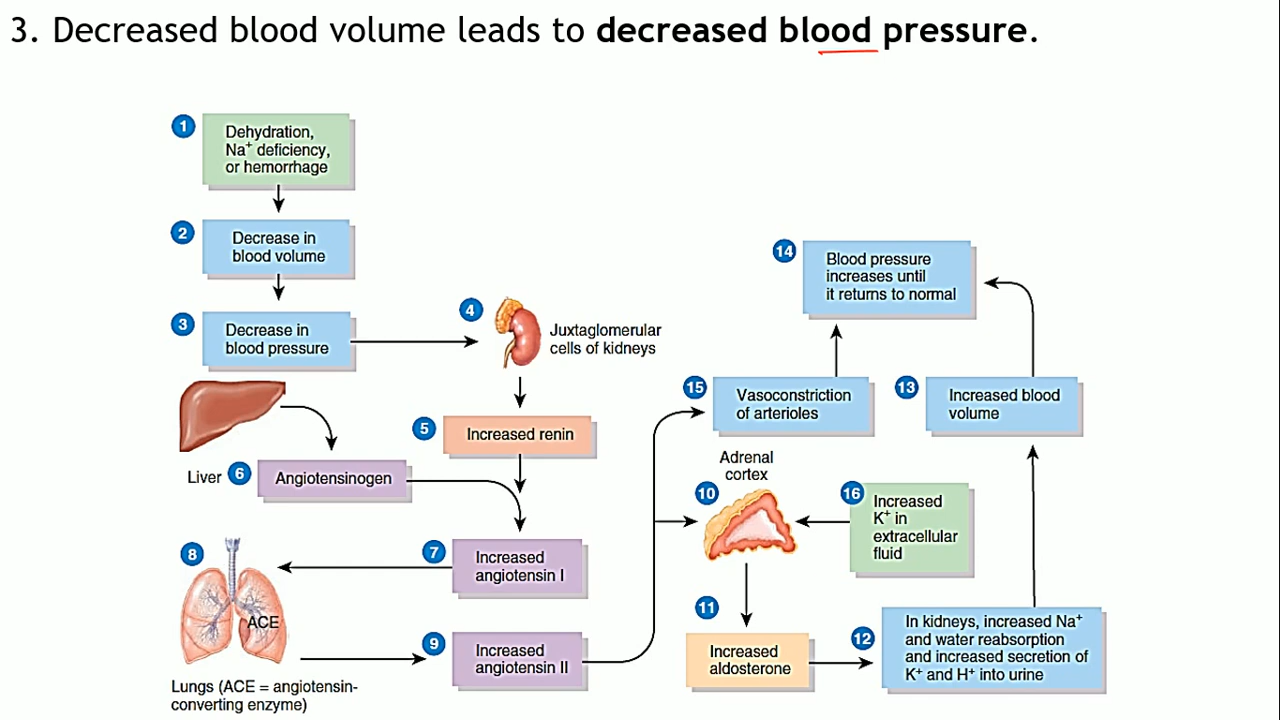 3. Decreased blood volume leads to decreased blood pressure.
1
Dehydration,
Na⁺ deficiency,
or hemorrhage
2
Decrease in
blood volume
3
Decrease in
blood pressure
4
Juxtaglomerular
cells of kidneys
5
Increased renin
Liver
6
Angiotensinogen
7
Increased
angiotensin I
8
ACE
Lungs (ACE = angiotensin-
converting enzyme)
9
Increased
angiotensin II
Adrenal
cortex
10
11
Increased
aldosterone
12
In kidneys, increased Na⁺
and water reabsorption
and increased secretion of
K⁺ and H⁺ into urine
13
Increased blood
volume
14
Blood pressure
increases until
it returns to normal
15
Vasoconstriction
of arterioles
16
Increased
K⁺ in
extracellular
fluid